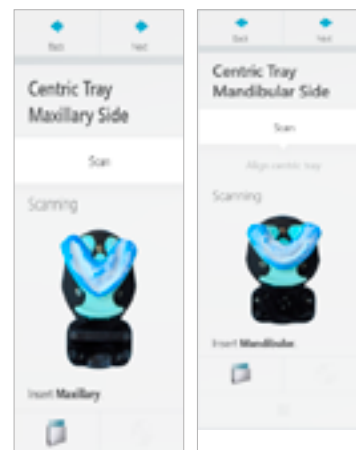 Back Next
Centric Tray
Maxillary Side
Scan
Scanning
Insert Maxillary
Back Next
Centric Tray
Mandibular Side
Scan
Align centric tray
Scanning
Insert Mandibular